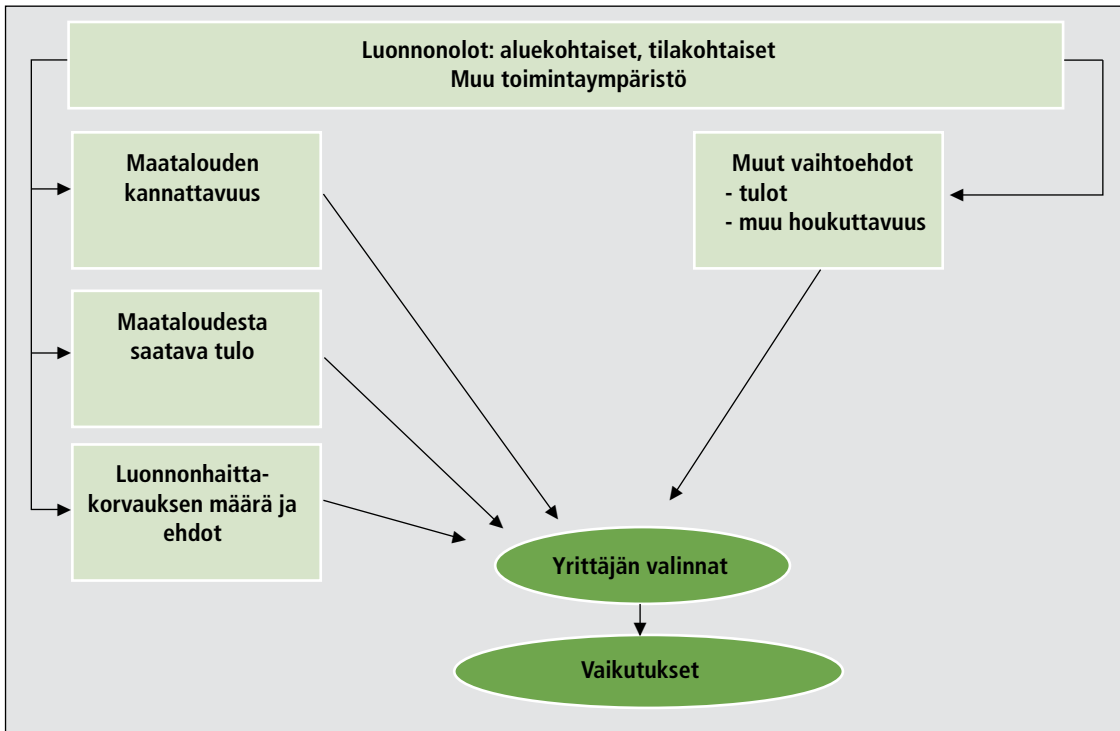 Luonnonolot: aluekohtaiset, tilakohtaiset
Muu toimintaympäristö
Maatalouden
kannattavuus
Muut vaihtoehdot
- tulot
- muu houkuttavuus
Maataloudesta
saatava tulo
Luonnonhaitta-
korvauksen määrä ja
ehdot
Yrittäjän valinnat
Vaikutukset